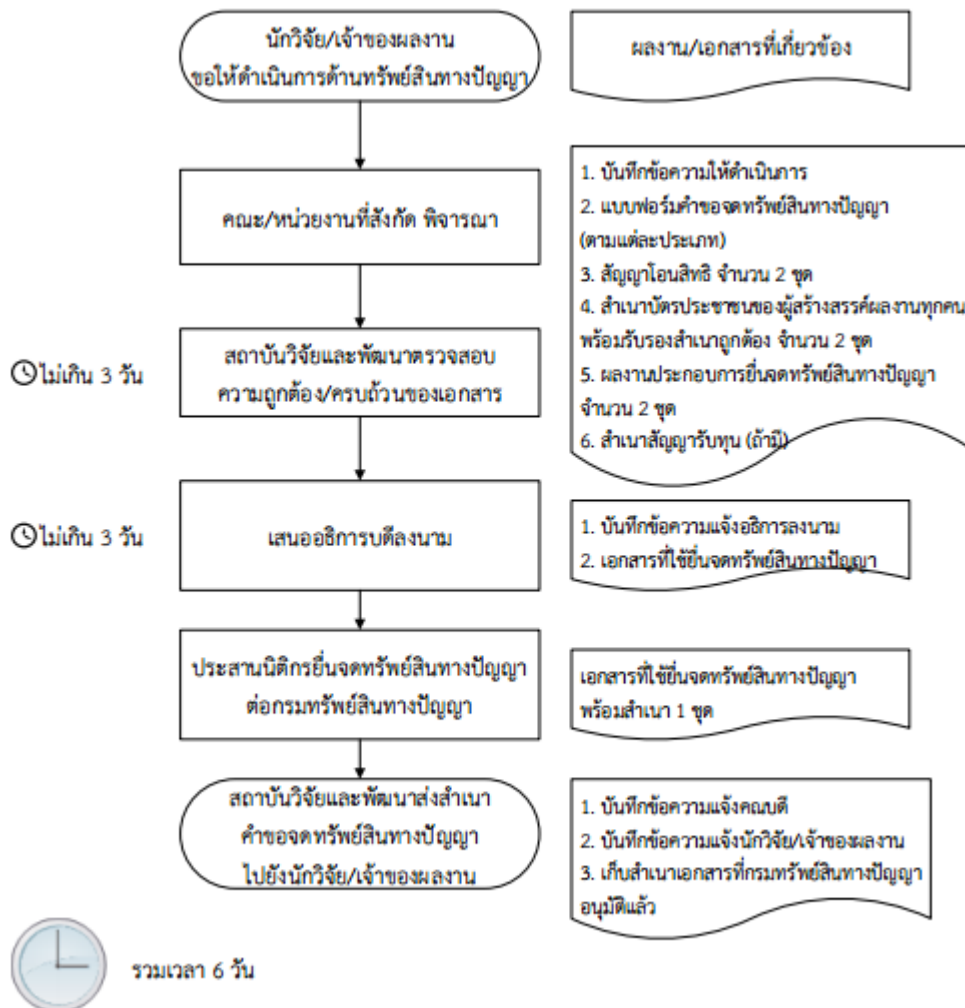 นักวิจัย/เจ้าของผลงาน
ขอให้ดำเนินการด้านทรัพย์สินทางปัญญา
ผลงาน/เอกสารที่เกี่ยวข้อง
คณะ/หน่วยงานที่สังกัด พิจารณา
1. บันทึกข้อความให้ดำเนินการ
2. แบบฟอร์มคำขอจดทรัพย์สินทางปัญญา
(ตามแต่ละประเภท)
3. สัญญาโอนสิทธิ จำนวน 2 ชุด
4. สำเนาบัตรประชาชนของผู้สร้างสรรค์ผลงานทุกคน
พร้อมรับรองสำเนาถูกต้อง จำนวน 2 ชุด
5. ผลงานประกอบการยื่นจดทรัพย์สินทางปัญญา
จำนวน 2 ชุด
6. สำเนาสัญญารับทุน (ถ้ามี)
ไม่เกิน 3 วัน
สถาบันวิจัยและพัฒนาตรวจสอบ
ความถูกต้อง/ครบถ้วนของเอกสาร
ไม่เกิน 3 วัน
เสนออธิการบดีลงนาม
1. บันทึกข้อความแจ้งอธิการลงนาม
2. เอกสารที่ใช้ยื่นจดทรัพย์สินทางปัญญา
ประสานนิติกรยื่นจดทรัพย์สินทางปัญญา
ต่อกรมทรัพย์สินทางปัญญา
เอกสารที่ใช้ยื่นจดทรัพย์สินทางปัญญา
พร้อมสำเนา 1 ชุด
สถาบันวิจัยและพัฒนาส่งสำเนา
คำขอจดทรัพย์สินทางปัญญา
ไปยังนักวิจัย/เจ้าของผลงาน
1. บันทึกข้อความแจ้งคณบดี
2. บันทึกข้อความแจ้งนักวิจัย/เจ้าของผลงาน
3. เก็บสำเนาเอกสารที่กรมทรัพย์สินทางปัญญา
อนุมัติแล้ว
รวมเวลา 6 วัน